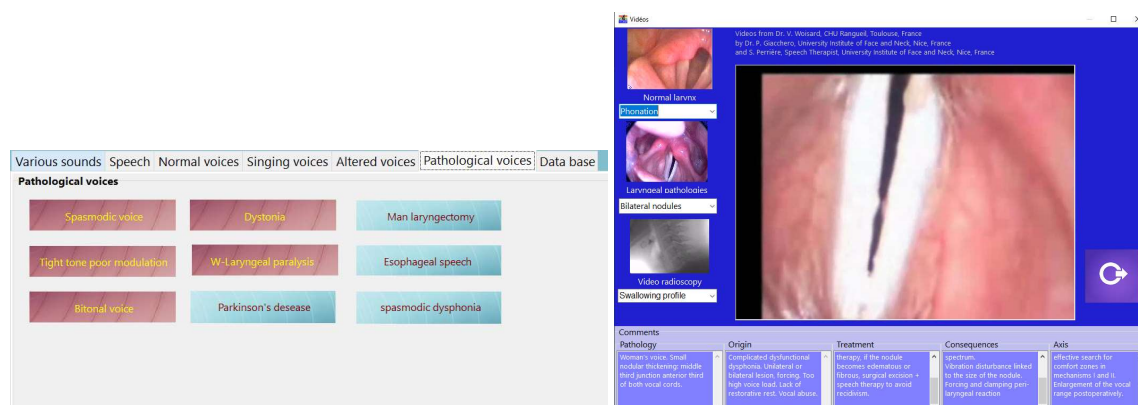 Various sounds Speech Normal voices Singing voices Altered voices Pathological voices Data base
Pathological voices
Spasmodic voice Dystonia Man laryngectomy
Tight tone poor modulation W-Laryngeal paralysis Esophageal speech
Bitonal voice Parkinson's desease spasmodic dysphonia
Vidéos
Videos from Dr. V. Woisard, CHU Rangueil, Toulouse, France
by Dr. P. Giacchero, University Institute of Face and Neck, Nice, France
and S. Perrière, Speech Therapist, University Institute of Face and Neck, Nice, France
Normal larynx
Phonation
Laryngeal pathologies
Bilateral nodules
Video radioscopy
Swallowing profile
Comments
Pathology
Woman's voice. Small
nodular thickening: middle
third junction anterior third
of both vocal cords.
Origin
Complicated dysfunctional
dysphonia. Unilateral or
bilateral lesion. forcing. Too
high voice load. Lack of
restorative rest. Vocal abuse.
Treatment
therapy, if the nodule
becomes edematous or
fibrous, surgical excision +
speech therapy to avoid
recidivism.
Consequences
spectrum.
Vibration disturbance linked
to the size of the nodule.
Forcing and clamping peri-
laryngeal reaction
Axis
effective search for
comfort zones in
mechanisms I and II.
Enlargement of the vocal
range postoperatively.